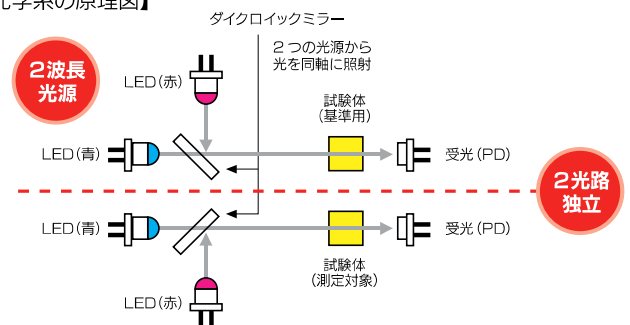 光学系の原理図】
ダイクロイックミラー
2つの光源から
光を同軸に照射
2波長
光源
LED（赤）
試験体
（基準用）
LED（青）
受光（PD）
2光路
独立
LED（青）
受光（PD）
試験体
（測定対象）
LED（赤）